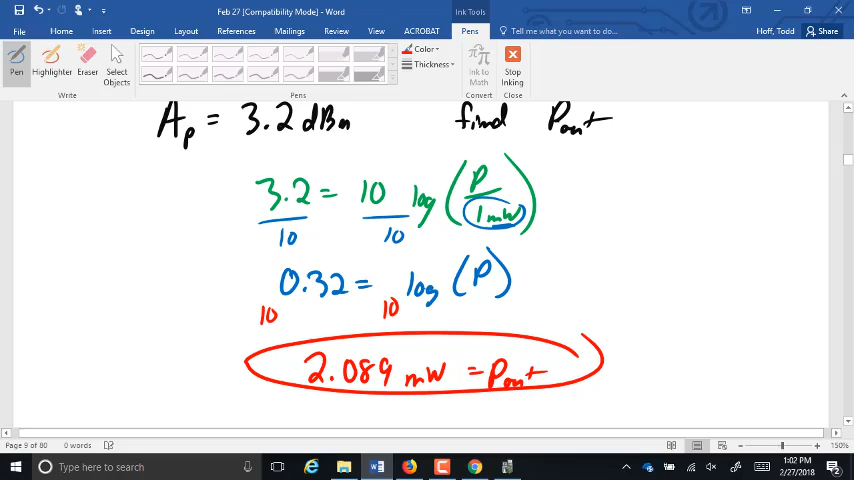 Feb 27 [Compatibility Mode] - Word
Ink Tools
Hoff, Todd
File Home Insert Design Layout References Mailings Review View ACROBAT Pens Tell me what you want to do... Share
Pen Highlighter Eraser Select Objects
Color
Thickness
Ink to Math
Stop Inking
Write Pens Convert Close
Ap = 3.2 dBm find Pout
3.2 = 10 log (P/1mW)
10 10
0.32 = log (P)
10 10
2.089 mW = Pout
Page 9 of 80 0 words 150%
Type here to search
1:02 PM
2/27/2018
2